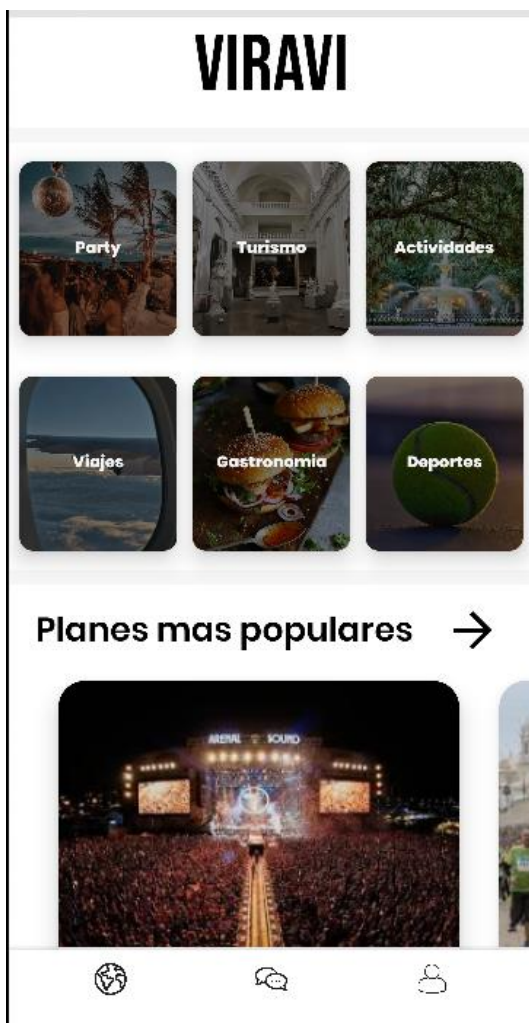 VIRAVI
Party
Turismo
Actividades
Viajes
Gastronomia
Deportes
Planes mas populares
ARENAL SOUND